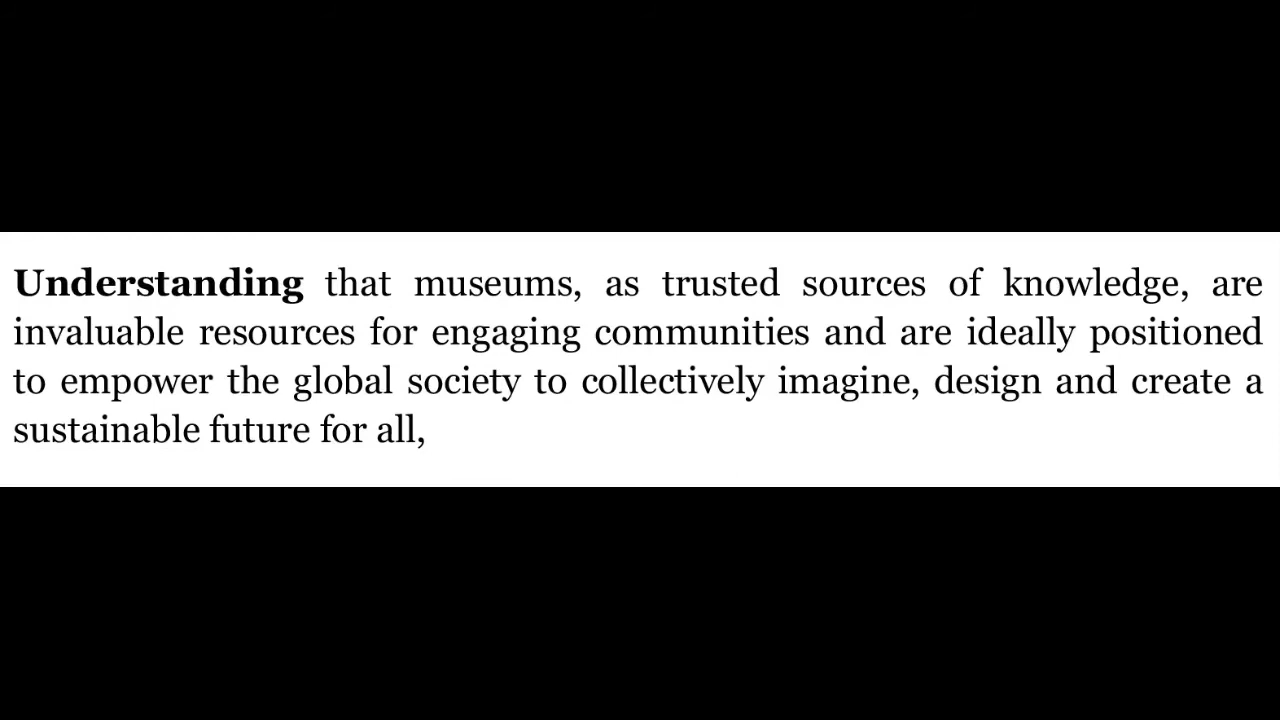 Understanding that museums, as trusted sources of knowledge, are
invaluable resources for engaging communities and are ideally positioned
to empower the global society to collectively imagine, design and create a
sustainable future for all,